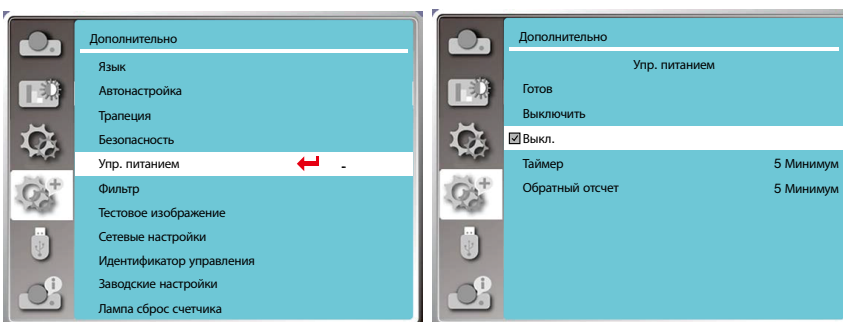 Дополнительно
Язык
Автонастройка
Трапеция
Безопасность
Упр. питанием -
Фильтр
Тестовое изображение
Сетевые настройки
Идентификатор управления
Заводские настройки
Лампа сброс счетчика
Дополнительно
Упр. питанием
Готов
Выключить
Выкл.
Таймер 5 Минимум
Обратный отсчет 5 Минимум